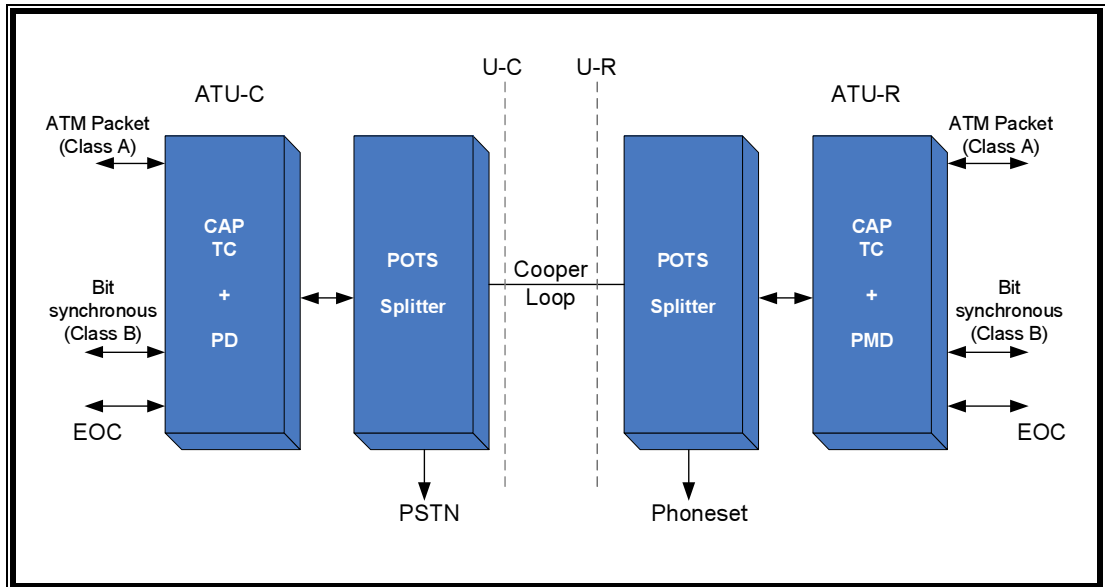 U-C
U-R
ATU-C
ATU-R
ATM Packet
(Class A)
ATM Packet
(Class A)
CAP
TC
+
PD
POTS
Splitter
Cooper
Loop
POTS
Splitter
CAP
TC
+
PMD
Bit
synchronous
(Class B)
Bit
synchronous
(Class B)
EOC
EOC
PSTN
Phoneset